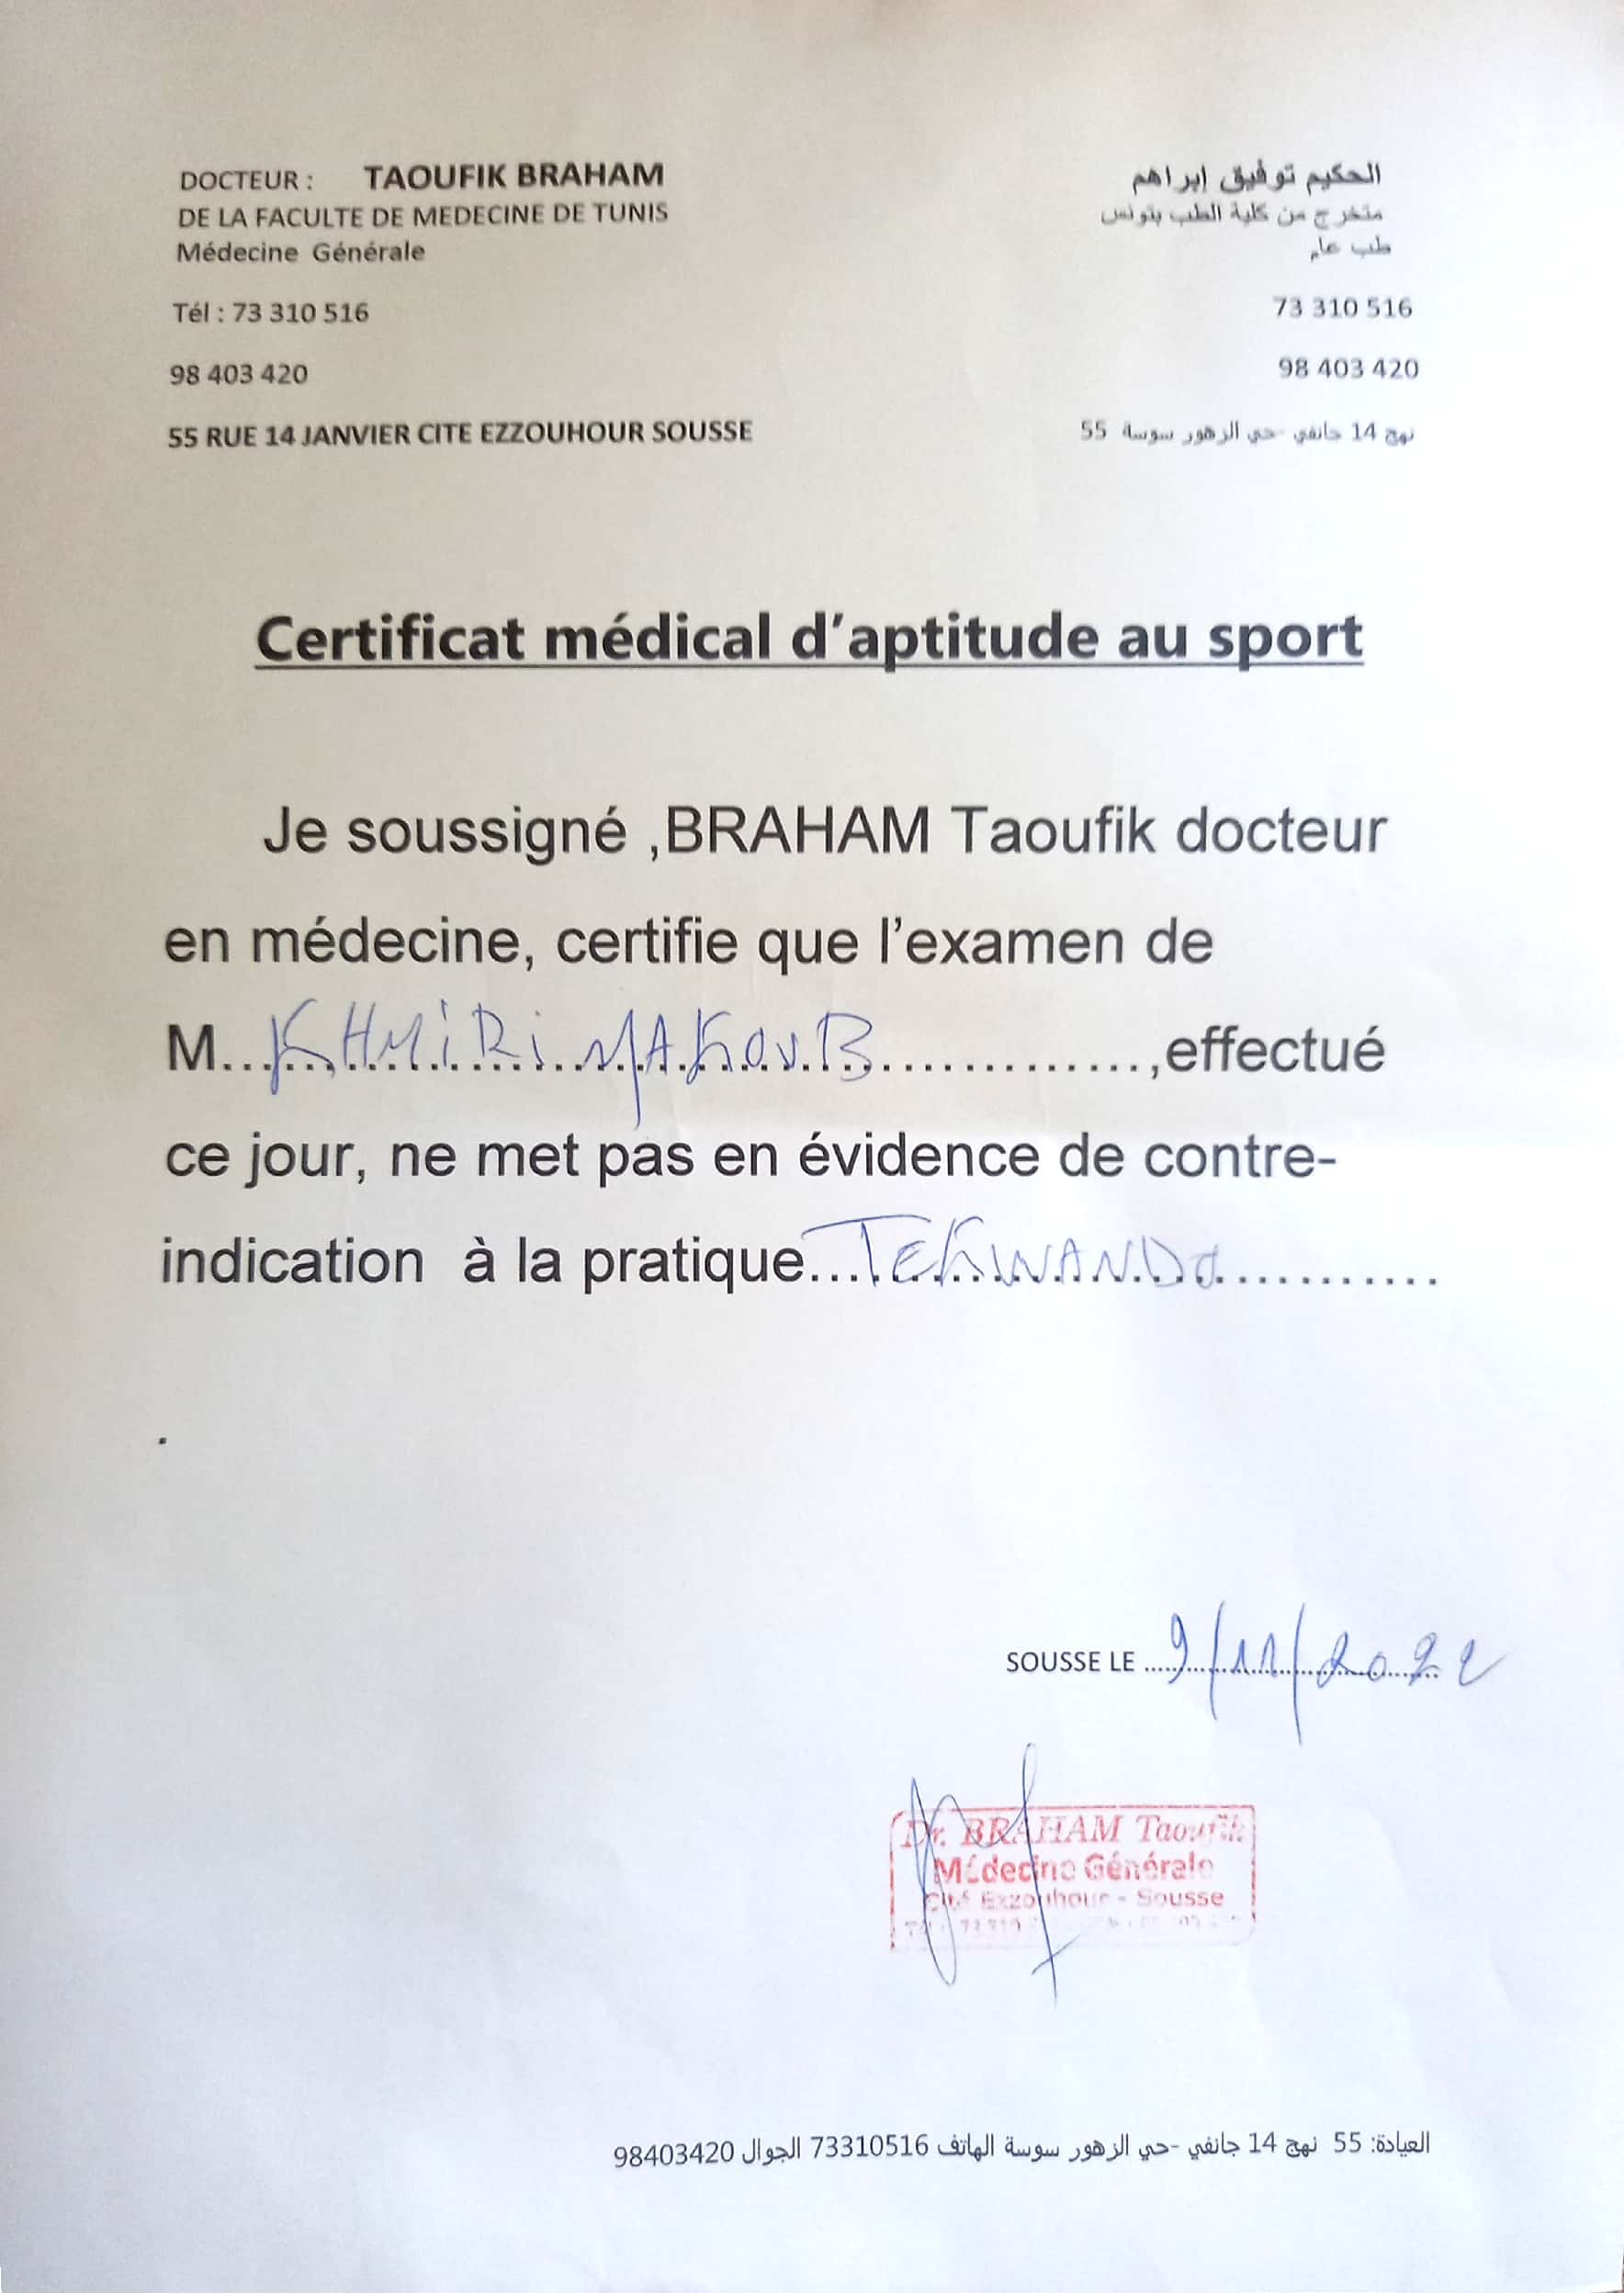 DOCTEUR : TAOUFIK BRAHAM
DE LA FACULTE DE MEDECINE DE TUNIS
Médecine Générale
Tél : 73 310 516
98 403 420
55 RUE 14 JANVIER CITE EZZOUHOUR SOUSSE
الحكيم توفيق إبراهم
متخرج من كلية الطب بتونس
طب عام
73 310 516
98 403 420
55 نهج 14 جانفي -حي الزهور سوسة
Certificat médical d'aptitude au sport
Je soussigné ,BRAHAM Taoufik docteur
en médecine, certifie que l'examen de
M..KHMiRi MAKOUB..............,effectué
ce jour, ne met pas en évidence de contre-
indication à la pratique...TEKWANDO...........
.
SOUSSE LE ......9/11/2022
Dr. BRAHAM Taoufik
Médecine Générale
Cité Ezzouhour - Sousse
العيادة: 55 نهج 14 جانفي -حي الزهور سوسة الهاتف 73310516 الجوال 98403420